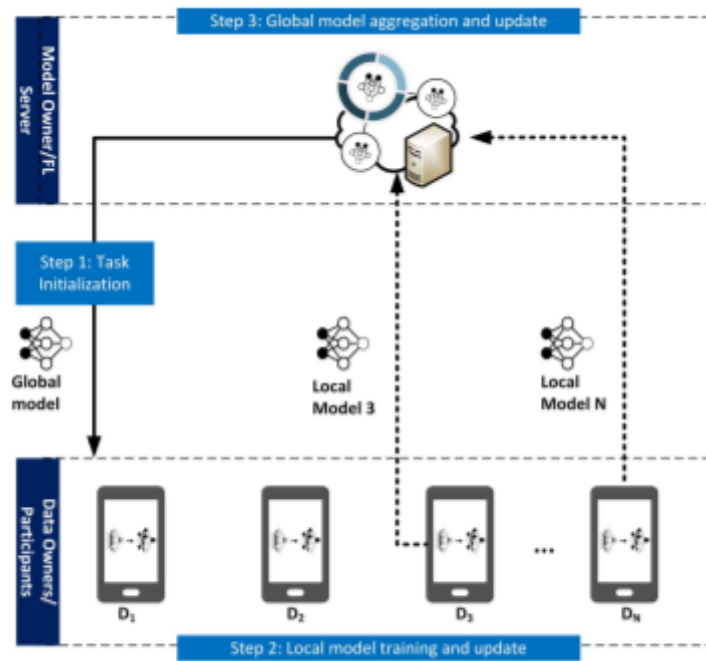 Step 3: Global model aggregation and update
Model Owner/FL
Server
Step 1: Task
Initialization
Global
model
Local
Model 3
Local
Model N
Data Owners/
Participants
D1
D2
D3
...
DN
Step 2: Local model training and update